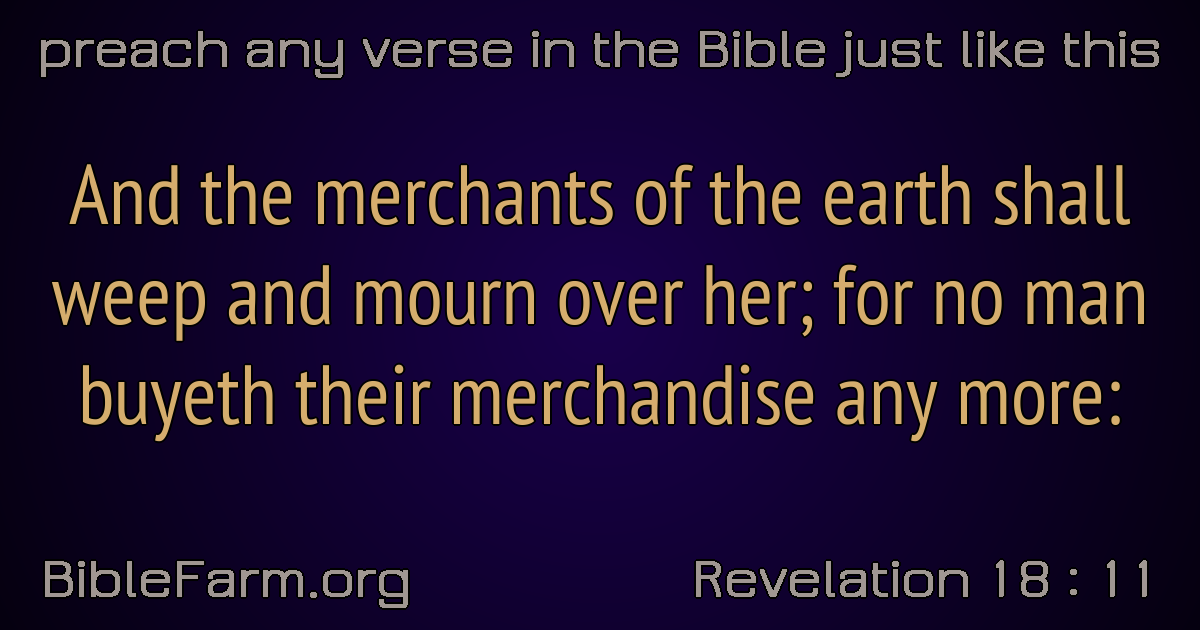 preach any verse in the Bible just like this
And the merchants of the earth shall
weep and mourn over her; for no man
buyeth their merchandise any more:
BibleFarm.org
Revelation 18 : 11